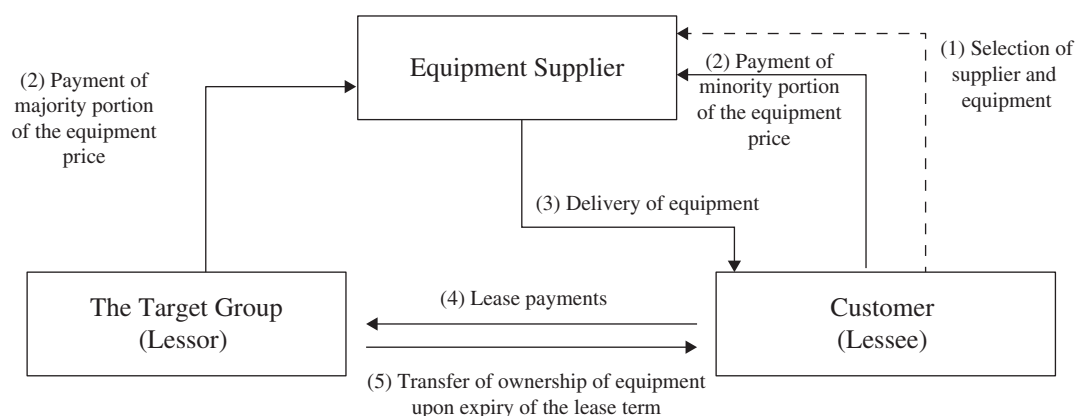 Equipment Supplier
(1) Selection of
supplier and
equipment
(2) Payment of
majority portion
of the equipment
price
(2) Payment of
minority portion
of the equipment
price
(3) Delivery of equipment
The Target Group
(Lessor)
(4) Lease payments
Customer
(Lessee)
(5) Transfer of ownership of equipment
upon expiry of the lease term